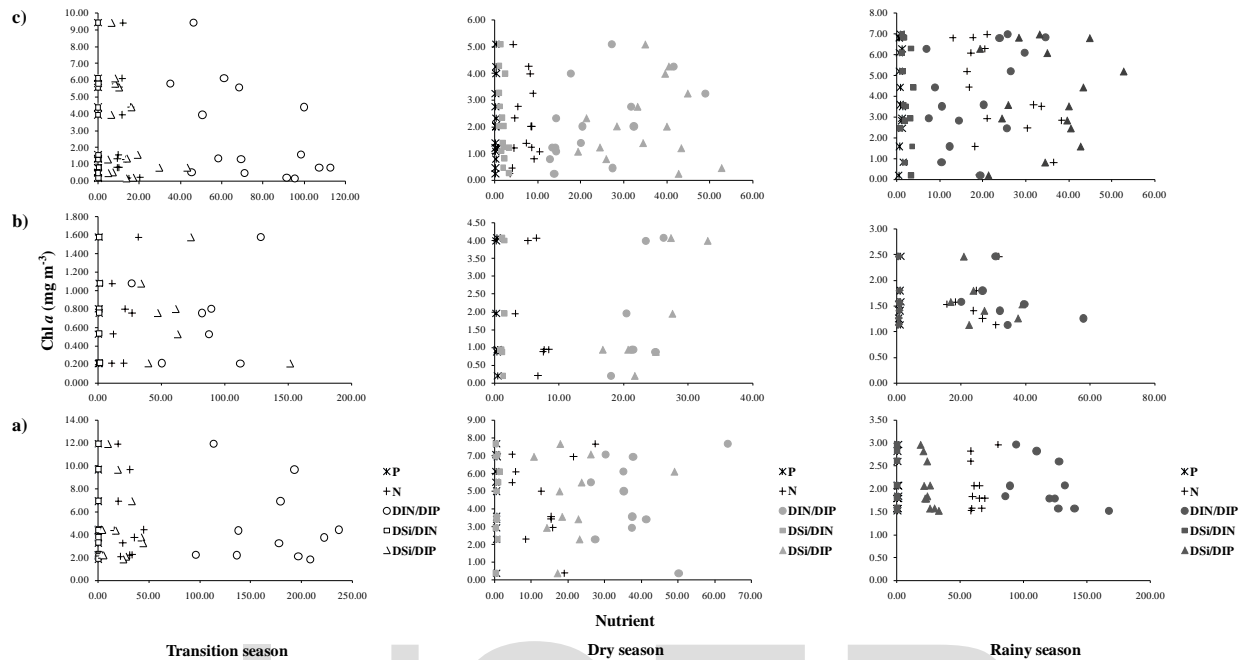 c)
10.00
9.00
8.00
7.00
6.00
5.00
4.00
3.00
2.00
1.00
0.00
0.00 20.00 40.00 60.00 80.00 100.00 120.00
6.00
5.00
4.00
3.00
2.00
1.00
0.00
0.00 10.00 20.00 30.00 40.00 50.00 60.00
8.00
7.00
6.00
5.00
4.00
3.00
2.00
1.00
0.00
0.00 10.00 20.00 30.00 40.00 50.00 60.00
b)
Chl a (mg m-3)
1.800
1.600
1.400
1.200
1.000
0.800
0.600
0.400
0.200
0.000
0.00 50.00 100.00 150.00 200.00
4.50
4.00
3.50
3.00
2.50
2.00
1.50
1.00
0.50
0.00
0.00 10.00 20.00 30.00 40.00
3.00
2.50
2.00
1.50
1.00
0.50
0.00
0.00 20.00 40.00 60.00 80.00
a)
14.00
12.00
10.00
8.00
6.00
4.00
2.00
0.00
0.00 50.00 100.00 150.00 200.00 250.00
P
N
DIN/DIP
DSi/DIN
DSi/DIP
9.00
8.00
7.00
6.00
5.00
4.00
3.00
2.00
1.00
0.00
0.00 10.00 20.00 30.00 40.00 50.00 60.00 70.00
P
N
DIN/DIP
DSi/DIN
DSi/DIP
3.50
3.00
2.50
2.00
1.50
1.00
0.50
0.00
0.00 50.00 100.00 150.00 200.00
P
N
DIN/DIP
DSi/DIN
DSi/DIP
Nutrient
Transition season
Dry season
Rainy season